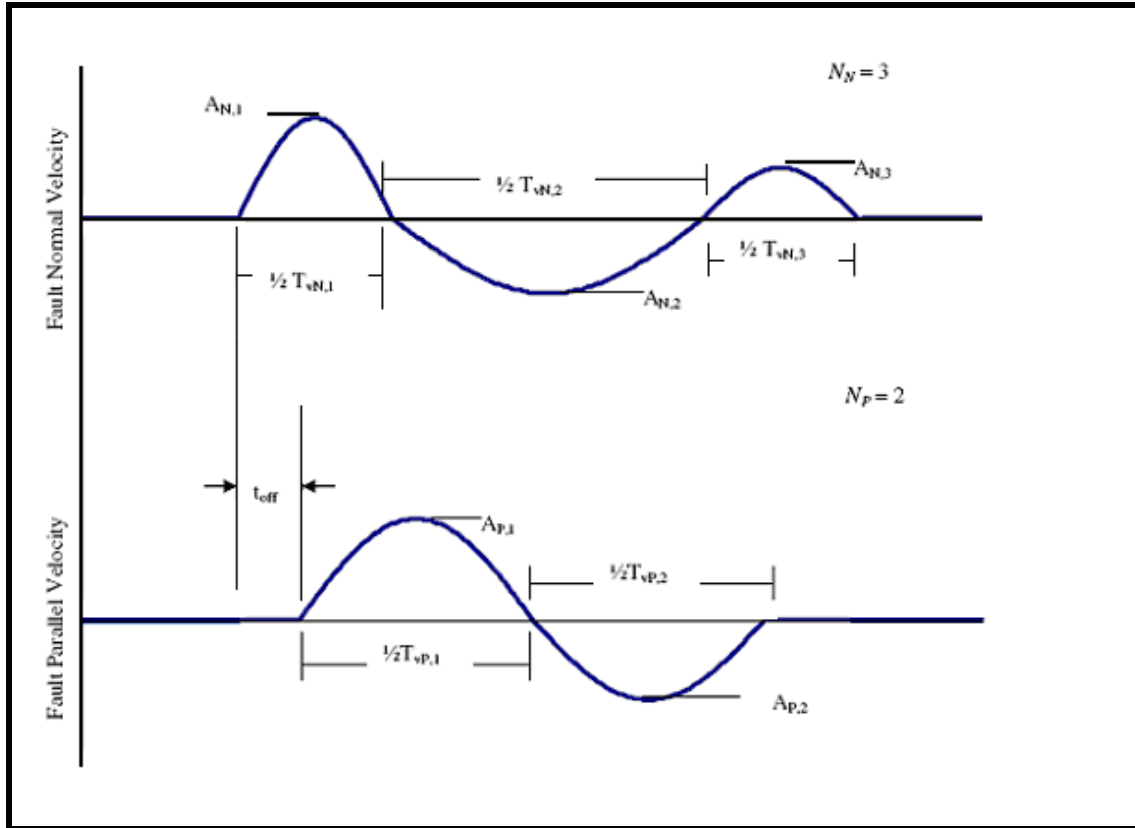 N_N = 3
A_N,1
A_N,3
½ T_vN,2
½ T_vN,3
½ T_vN,1
A_N,2
Fault Normal Velocity
N_P = 2
t_off
A_P,1
½T_vP,2
½T_vP,1
A_P,2
Fault Parallel Velocity